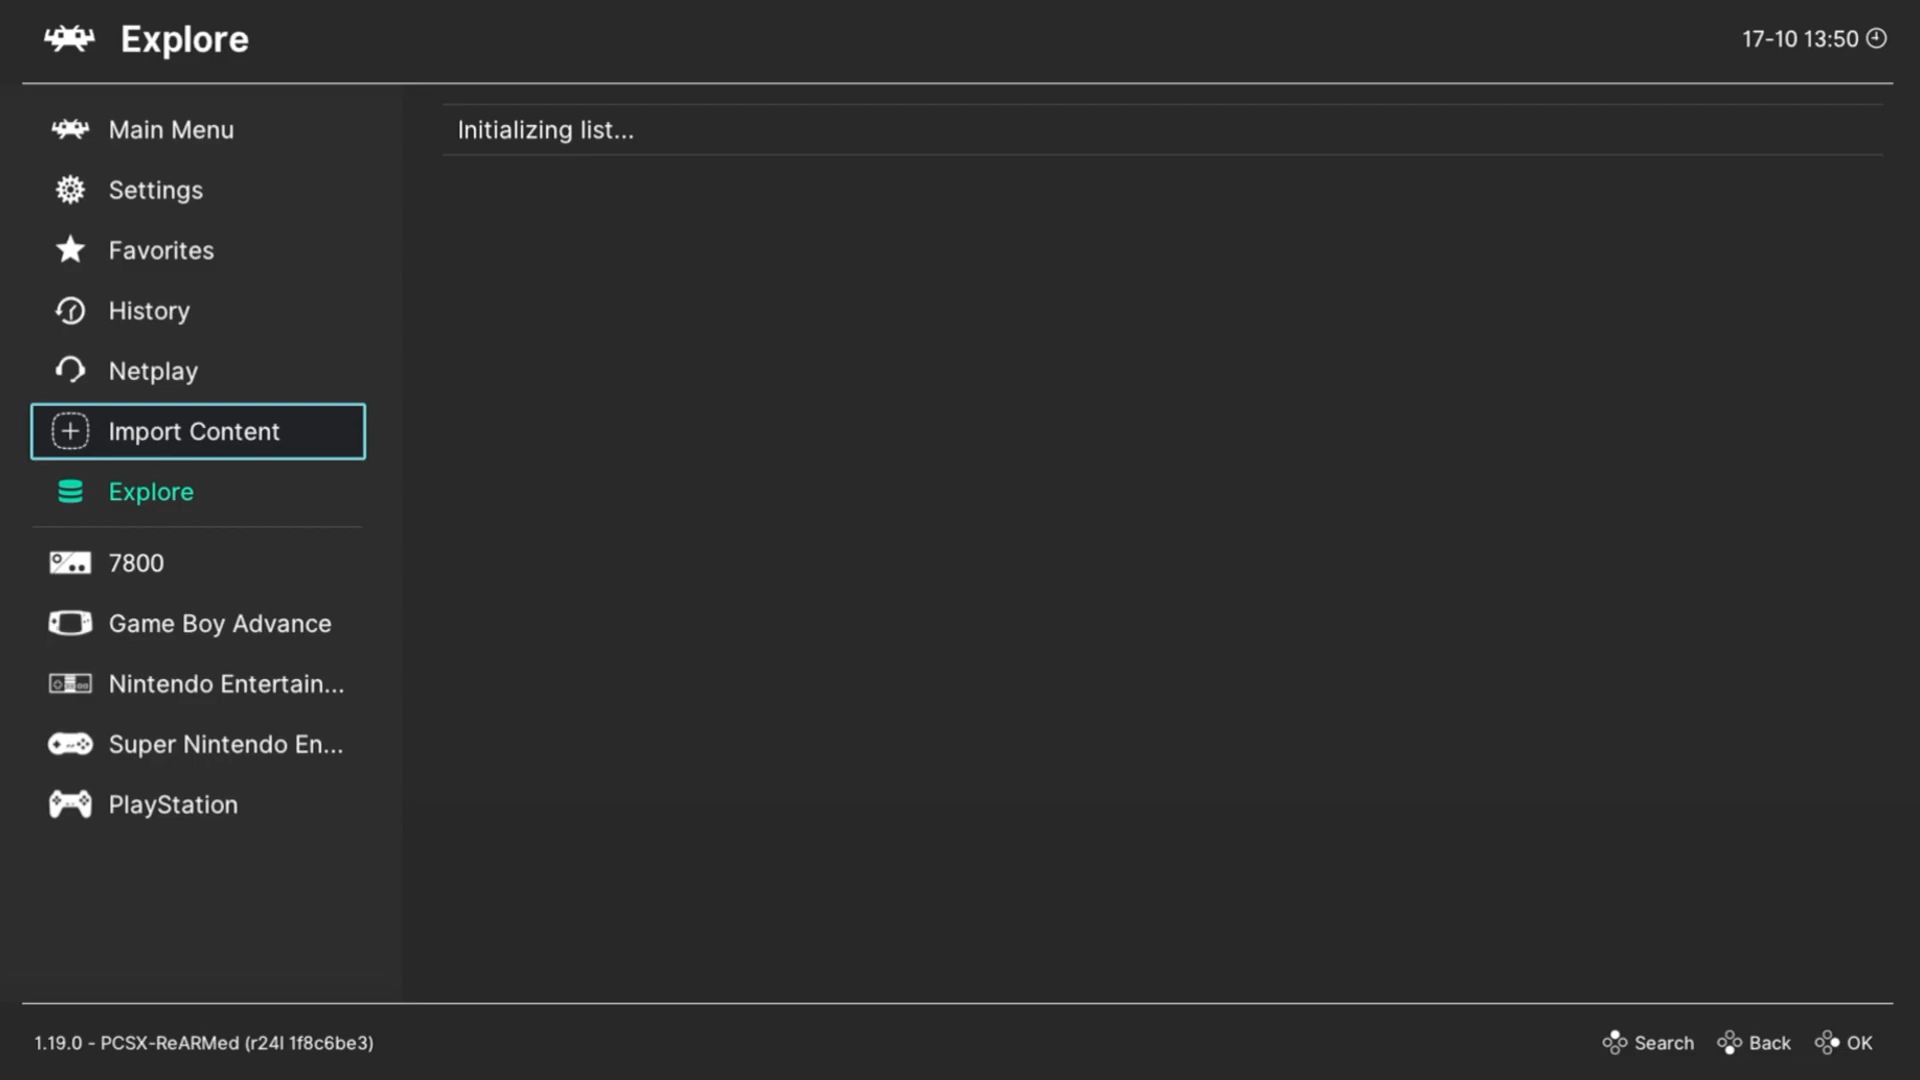 Explore
17-10 13:50
Main Menu
Initializing list...
Settings
Favorites
History
Netplay
Import Content
Explore
7800
Game Boy Advance
Nintendo Entertain...
Super Nintendo En...
PlayStation
1.19.0 - PCSX-ReARMed (r24l 1f8c6be3)
Search Back OK